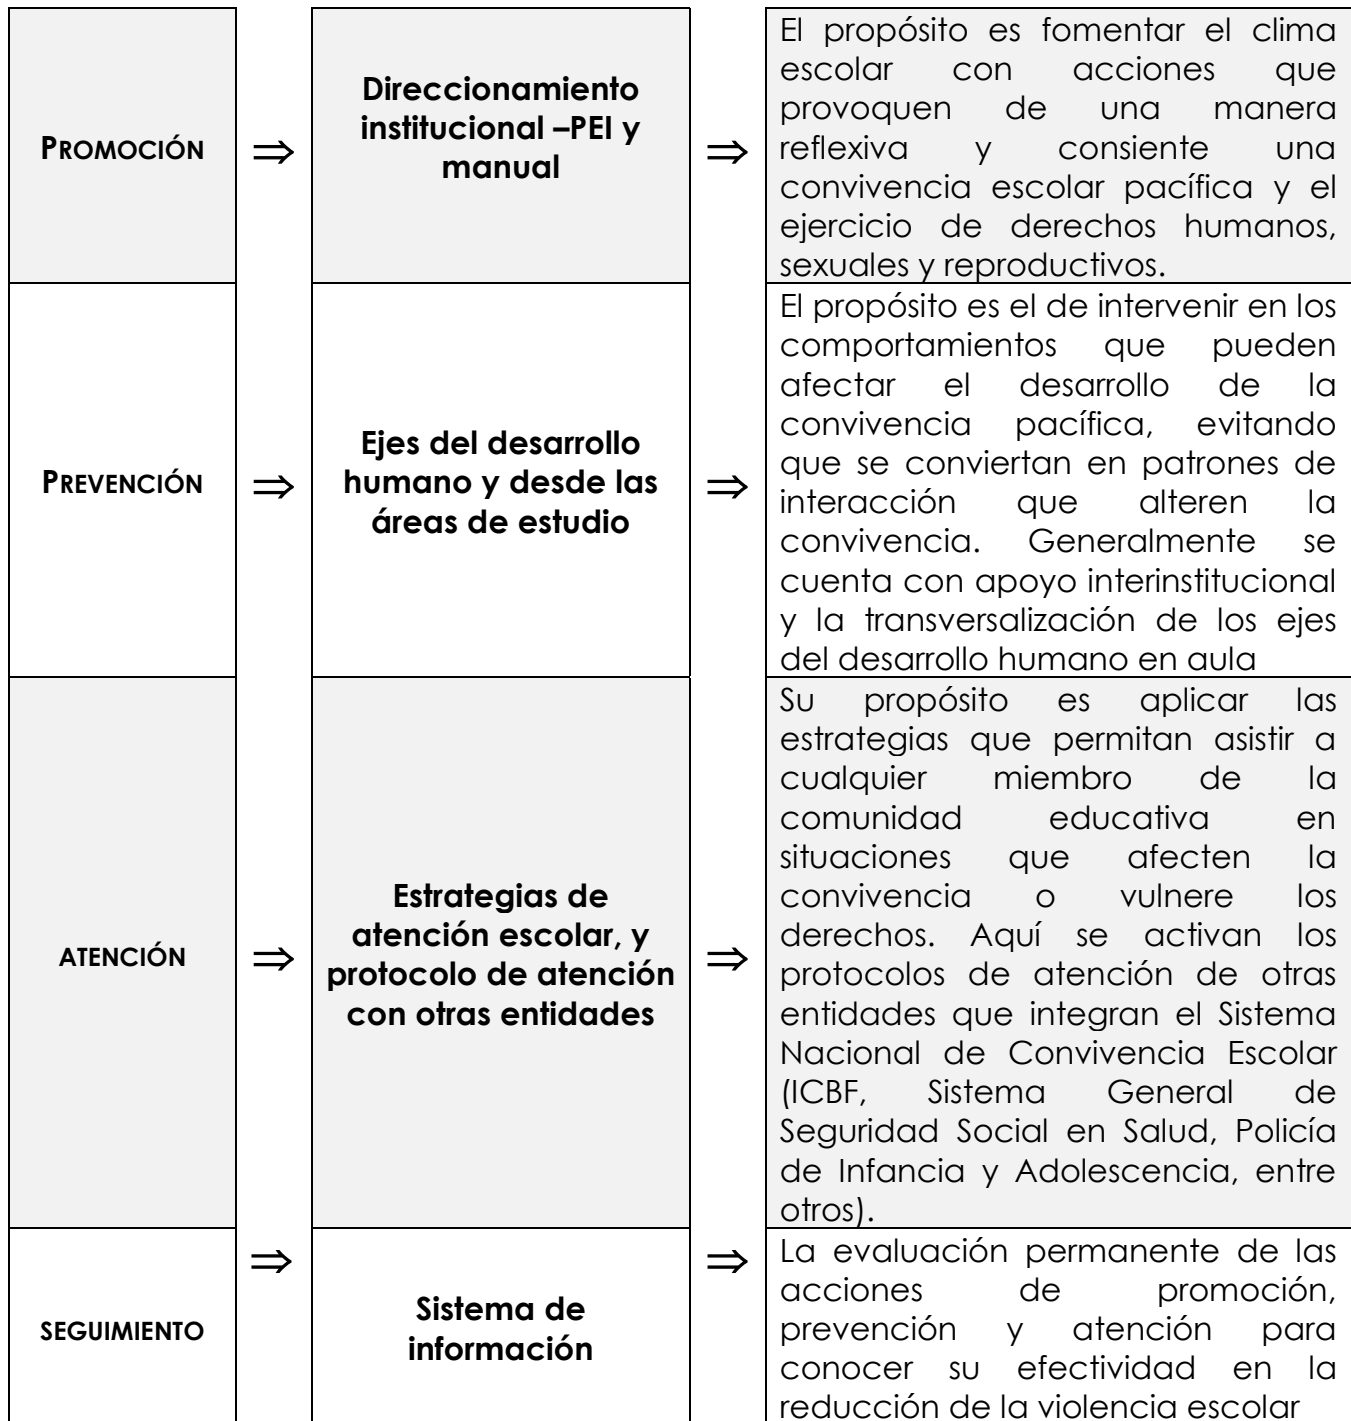 PROMOCIÓN
⇒
Direccionamiento
institucional –PEI y
manual
⇒
El propósito es fomentar el clima
escolar con acciones que
provoquen de una manera
reflexiva y consiente una
convivencia escolar pacífica y el
ejercicio de derechos humanos,
sexuales y reproductivos.
PREVENCIÓN
⇒
Ejes del desarrollo
humano y desde las
áreas de estudio
⇒
El propósito es el de intervenir en los
comportamientos que pueden
afectar el desarrollo de la
convivencia pacífica, evitando
que se conviertan en patrones de
interacción que alteren la
convivencia. Generalmente se
cuenta con apoyo interinstitucional
y la transversalización de los ejes
del desarrollo humano en aula
ATENCIÓN
⇒
Estrategias de
atención escolar, y
protocolo de atención
con otras entidades
⇒
Su propósito es aplicar las
estrategias que permitan asistir a
cualquier miembro de la
comunidad educativa en
situaciones que afecten la
convivencia o vulnere los
derechos. Aquí se activan los
protocolos de atención de otras
entidades que integran el Sistema
Nacional de Convivencia Escolar
(ICBF, Sistema General de
Seguridad Social en Salud, Policía
de Infancia y Adolescencia, entre
otros).
SEGUIMIENTO
⇒
Sistema de
información
⇒
La evaluación permanente de las
acciones de promoción,
prevención y atención para
conocer su efectividad en la
reducción de la violencia escolar